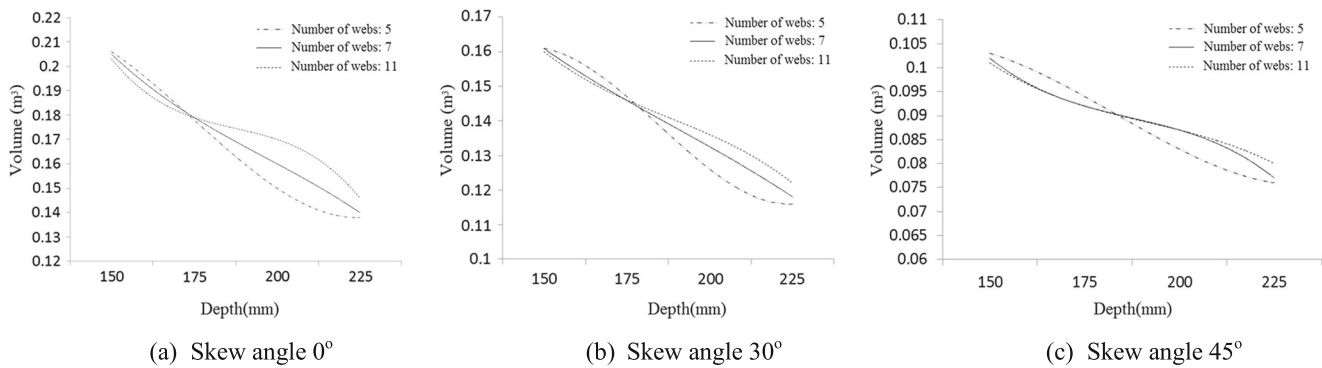 0.22
0.21
0.2
0.19
0.18
0.17
0.16
0.15
0.14
0.13
0.12
Volume (m³)
Number of webs: 5
Number of webs: 7
Number of webs: 11
150 175 200 225
Depth(mm)
(a) Skew angle 0°
0.17
0.16
0.15
0.14
0.13
0.12
0.11
0.1
Volume (m³)
Number of webs: 5
Number of webs: 7
Number of webs: 11
150 175 200 225
Depth(mm)
(b) Skew angle 30°
0.11
0.105
0.1
0.095
0.09
0.085
0.08
0.075
0.07
0.065
0.06
Volume (m³)
Number of webs: 5
Number of webs: 7
Number of webs: 11
150 175 200 225
Depth(mm)
(c) Skew angle 45°